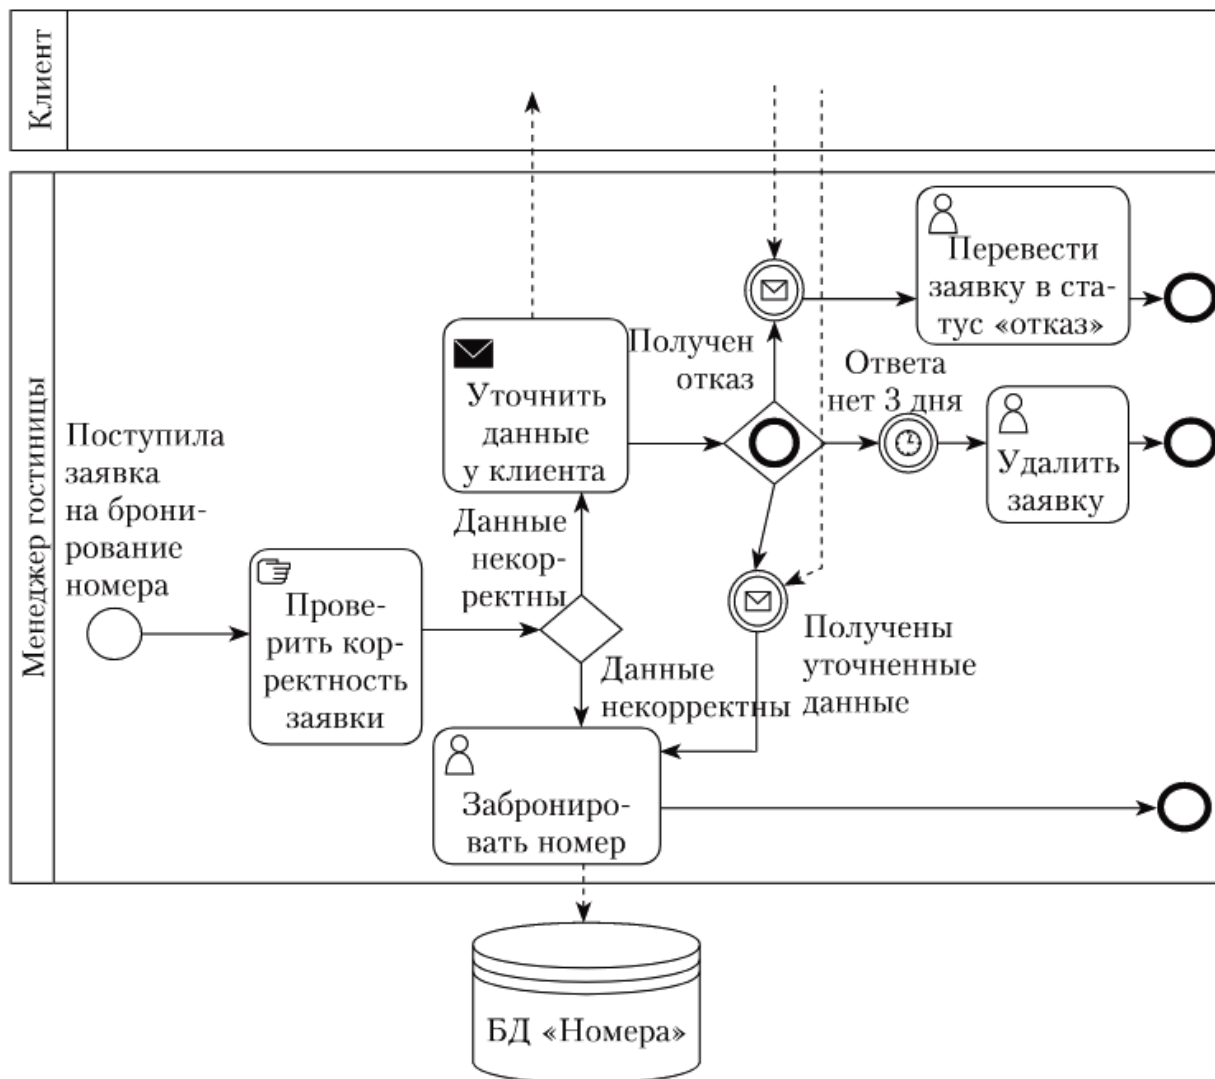 Клиент
Менеджер гостиницы
Поступила
заявка
на брони-
рование
номера
Прове-
рить кор-
ректность
заявки
Данные
некор-
ректны
Уточнить
данные
у клиента
Получен
отказ
Перевести
заявку в ста-
тус «отказ»
Ответа
нет 3 дня
Удалить
заявку
Получены
уточненные
данные
Данные
некорректны
Заброниро-
вать номер
БД «Номера»